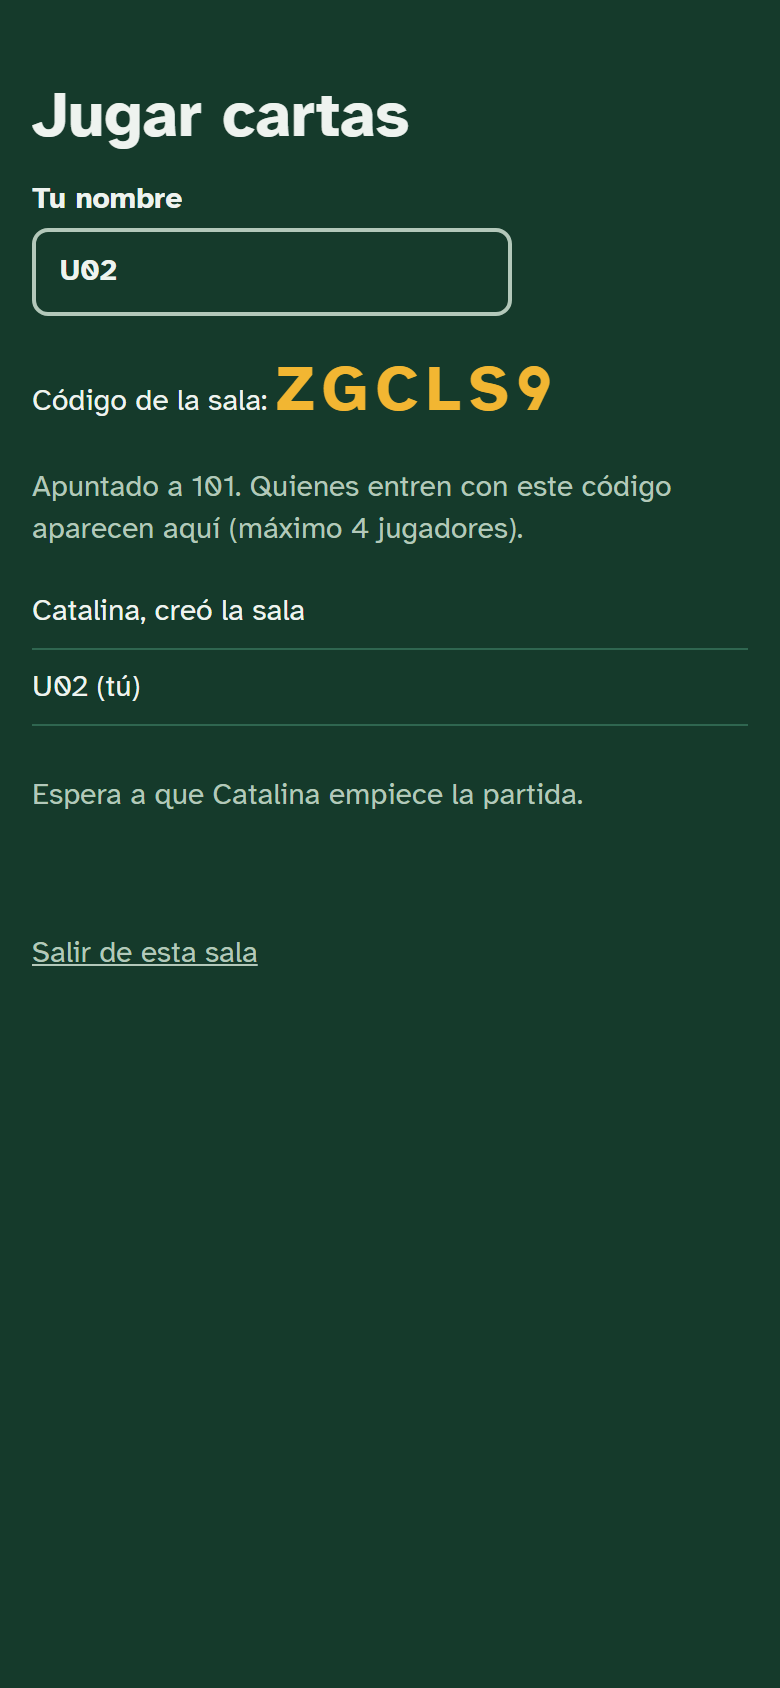 Jugar cartas
Tu nombre
U02
Código de la sala: ZGCLS9
Apuntado a 101. Quienes entren con este código
aparecen aquí (máximo 4 jugadores).
Catalina, creó la sala
U02 (tú)
Espera a que Catalina empiece la partida.
Salir de esta sala